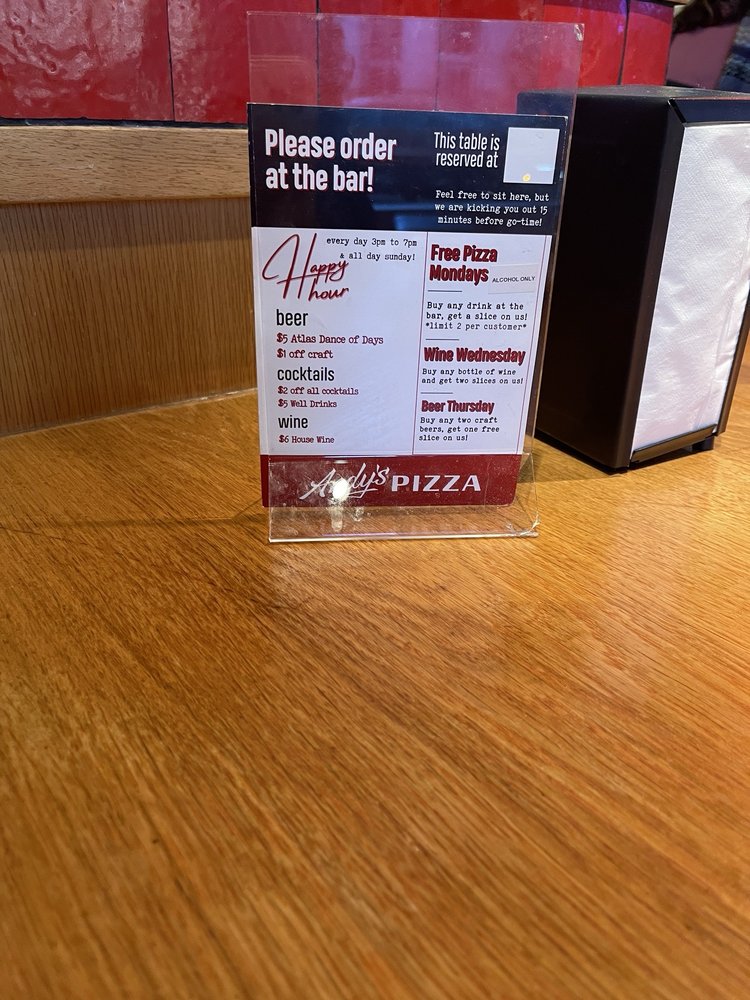 Please order
at the bar!
This table is
reserved at
Feel free to sit here, but
we are kicking you out 15
minutes before go-time!
Happy
hour
every day 3pm to 7pm
& all day sunday!
beer
$5 Atlas Dance of Days
$1 off craft
cocktails
$2 off all cocktails
$5 Well Drinks
wine
$6 House Wine
Free Pizza
Mondays
ALCOHOL ONLY
Buy any drink at the
bar, get a slice on us!
*limit 2 per customer*
Wine Wednesday
Buy any bottle of wine
and get two slices on us!
Beer Thursday
Buy any two craft
beers, get one free
slice on us!
Andy's PIZZA